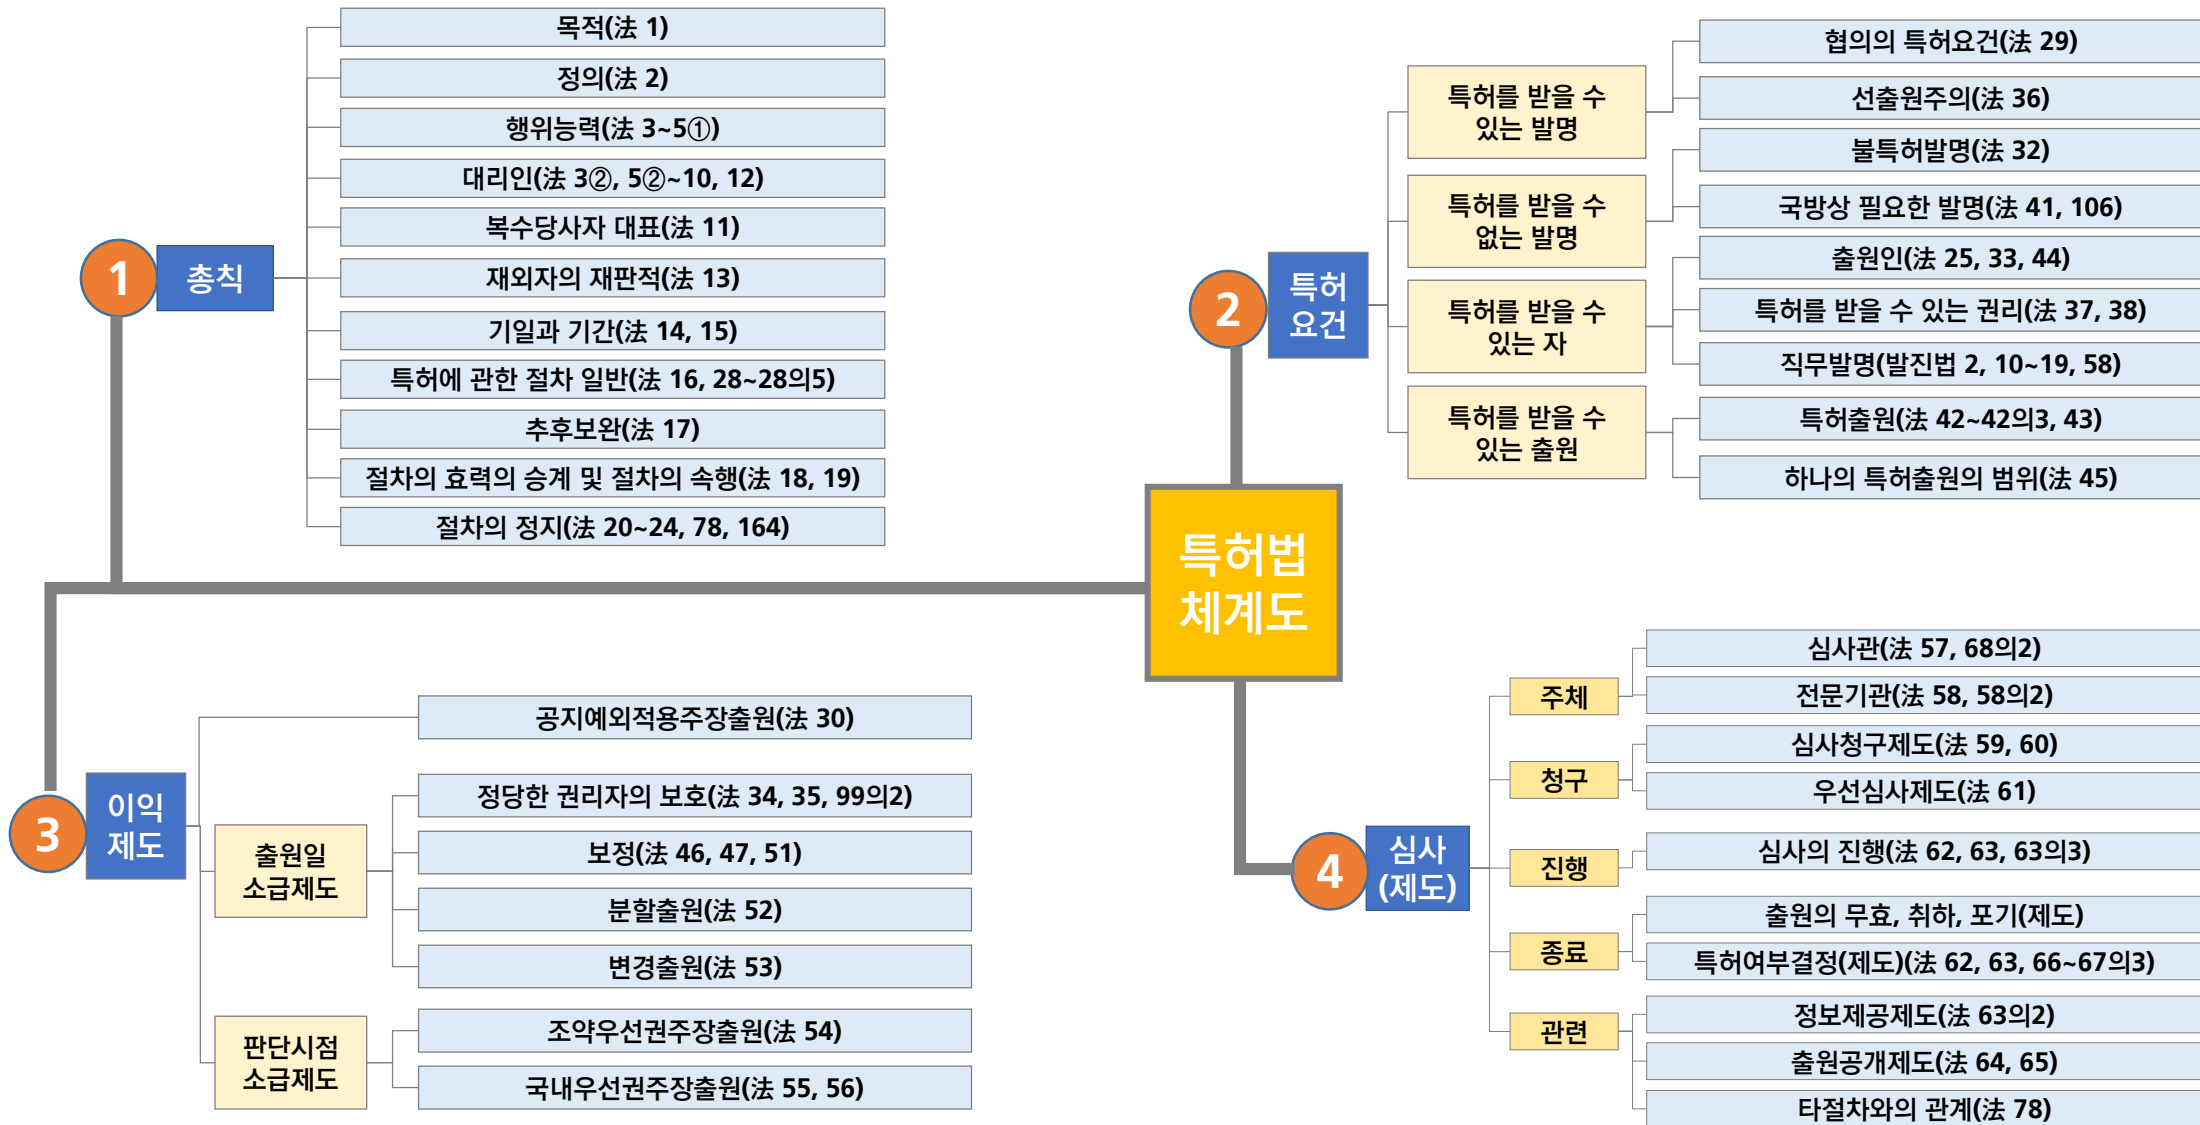 특허법
체계도
1
총칙
목적(法 1)
정의(法 2)
행위능력(法 3~5①)
대리인(法 3②, 5②~10, 12)
복수당사자 대표(法 11)
재외자의 재판적(法 13)
기일과 기간(法 14, 15)
특허에 관한 절차 일반(法 16, 28~28의5)
추후보완(法 17)
절차의 효력의 승계 및 절차의 속행(法 18, 19)
절차의 정지(法 20~24, 78, 164)
2
특허
요건
특허를 받을 수
있는 발명
협의의 특허요건(法 29)
선출원주의(法 36)
특허를 받을 수
없는 발명
불특허발명(法 32)
국방상 필요한 발명(法 41, 106)
특허를 받을 수
있는 자
출원인(法 25, 33, 44)
특허를 받을 수 있는 권리(法 37, 38)
직무발명(발진법 2, 10~19, 58)
특허를 받을 수
있는 출원
특허출원(法 42~42의3, 43)
하나의 특허출원의 범위(法 45)
3
이익
제도
공지예외적용주장출원(法 30)
출원일
소급제도
정당한 권리자의 보호(法 34, 35, 99의2)
보정(法 46, 47, 51)
분할출원(法 52)
변경출원(法 53)
판단시점
소급제도
조약우선권주장출원(法 54)
국내우선권주장출원(法 55, 56)
4
심사
(제도)
주체
심사관(法 57, 68의2)
전문기관(法 58, 58의2)
청구
심사청구제도(法 59, 60)
우선심사제도(法 61)
진행
심사의 진행(法 62, 63, 63의3)
종료
출원의 무효, 취하, 포기(제도)
특허여부결정(제도)(法 62, 63, 66~67의3)
관련
정보제공제도(法 63의2)
출원공개제도(法 64, 65)
타절차와의 관계(法 78)